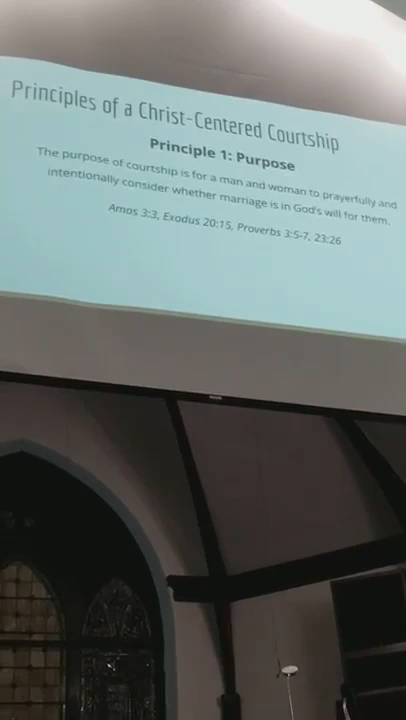 Principles of a Christ-Centered Courtship
Principle 1: Purpose
The purpose of courtship is for a man and woman to prayerfully and
intentionally consider whether marriage is in God's will for them.
Amos 3:3, Exodus 20:15, Proverbs 3:5-7, 23:26